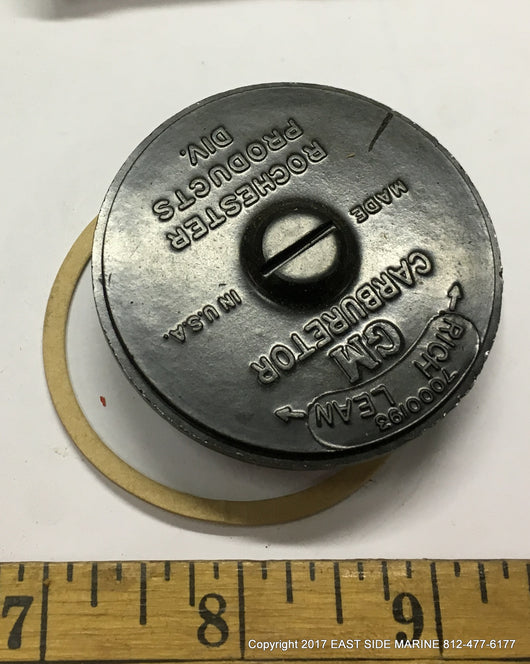 ROCHESTER
PRODUCTS
DIV.
MADE IN U.S.A.
CARBURETOR
GM
RICH LEAN
7000193
7 8 9
Copyright 2017 EAST SIDE MARINE 812-477-6177